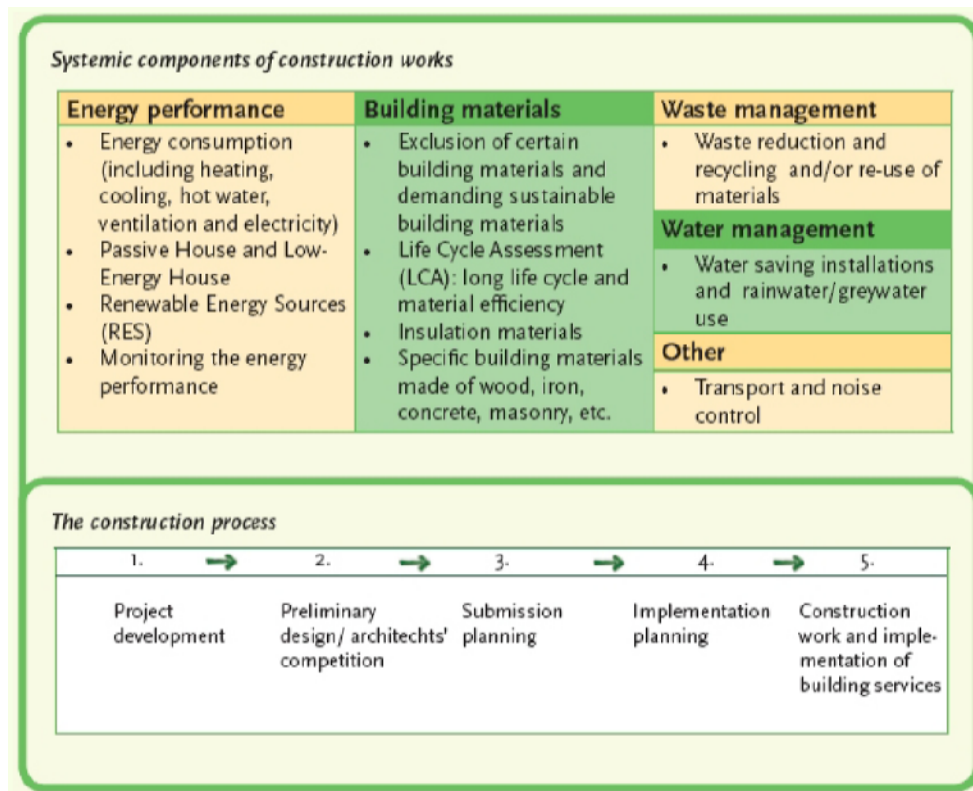 Systemic components of construction works
Energy performance
• Energy consumption
(including heating,
cooling, hot water,
ventilation and electricity)
• Passive House and Low-
Energy House
• Renewable Energy Sources
(RES)
• Monitoring the energy
performance
Building materials
• Exclusion of certain
building materials and
demanding sustainable
building materials
• Life Cycle Assessment
(LCA): long life cycle and
material efficiency
• Insulation materials
• Specific building materials
made of wood, iron,
concrete, masonry, etc.
Waste management
• Waste reduction and
recycling and/or re-use of
materials
Water management
• Water saving installations
and rainwater/greywater
use
Other
• Transport and noise
control
The construction process
1. → 2. → 3. → 4. → 5.
Project
development
Preliminary
design/ architechts'
competition
Submission
planning
Implementation
planning
Construction
work and imple-
mentation of
building services